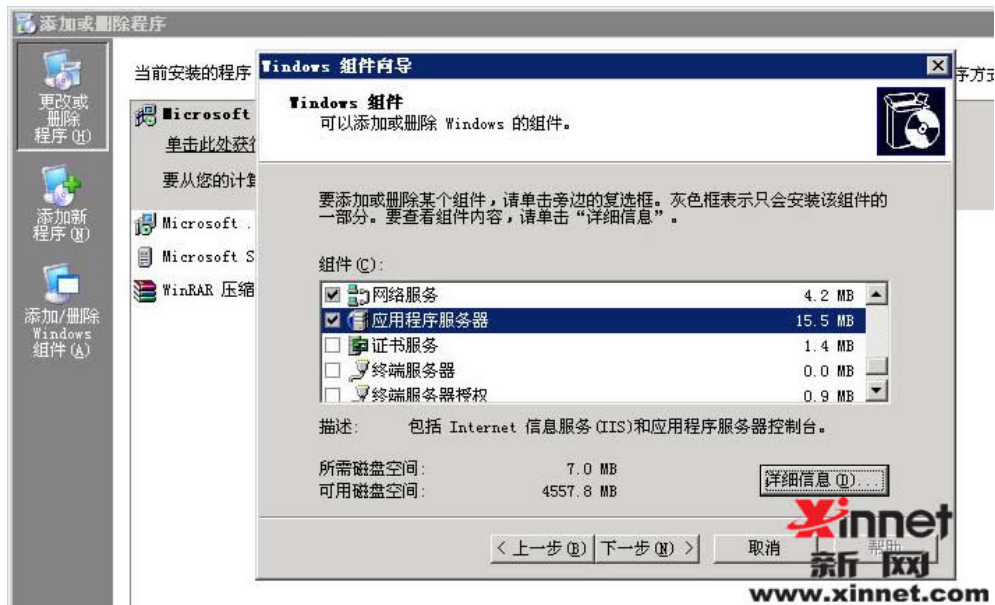 添加或删除程序
更改或
删除
程序(H)
添加新
程序(N)
添加/删除
Windows
组件(A)
当前安装的程序
序方式
Microsoft
单击此处获得
要从您的计算
Microsoft .
Microsoft S
WinRAR 压缩
Windows 组件向导
Windows 组件
可以添加或删除 Windows 的组件。
要添加或删除某个组件，请单击旁边的复选框。灰色框表示只会安装该组件的
一部分。要查看组件内容，请单击“详细信息”。
组件(C):
网络服务 4.2 MB
应用程序服务器 15.5 MB
证书服务 1.4 MB
终端服务器 0.0 MB
终端服务器授权 0.9 MB
描述: 包括 Internet 信息服务(IIS)和应用程序服务器控制台。
所需磁盘空间: 7.0 MB
可用磁盘空间: 4557.8 MB
详细信息(D)...
< 上一步(B)
下一步(N) >
取消
帮助
xinnet
新网
www.xinnet.com